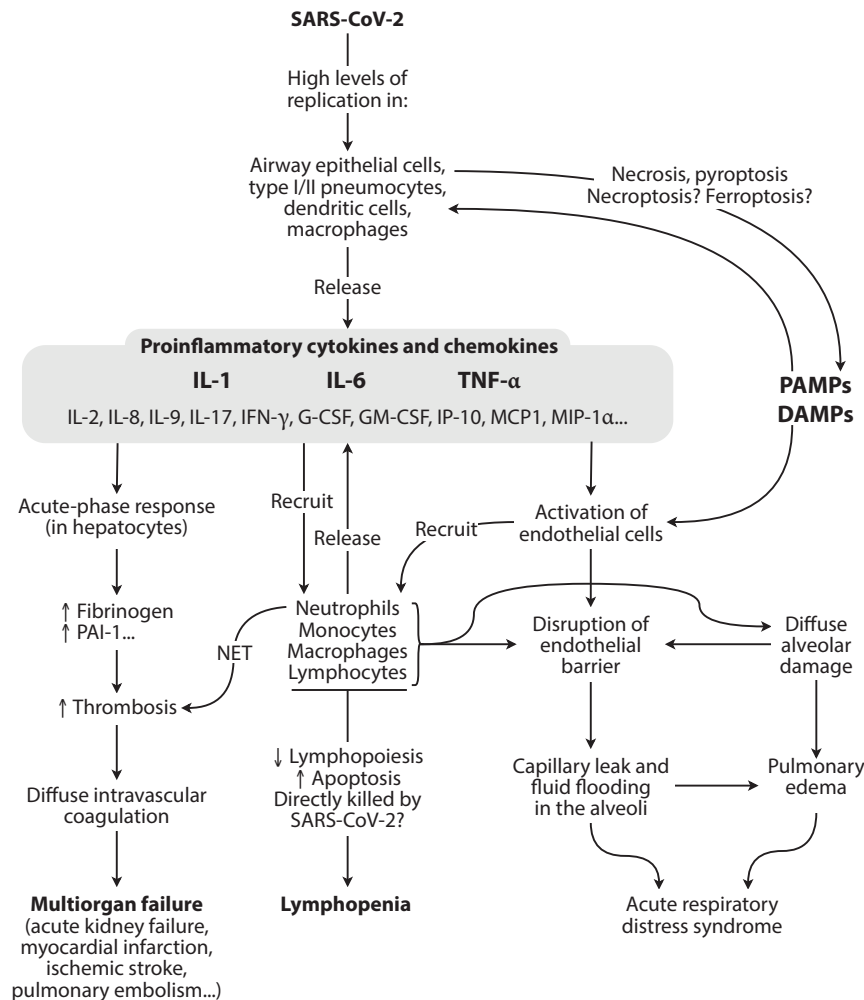 SARS-CoV-2
High levels of
replication in:
Airway epithelial cells,
type I/II pneumocytes,
dendritic cells,
macrophages
Necrosis, pyroptosis
Necroptosis? Ferroptosis?
Release
Proinflammatory cytokines and chemokines
IL-1 IL-6 TNF-α
IL-2, IL-8, IL-9, IL-17, IFN-γ, G-CSF, GM-CSF, IP-10, MCP1, MIP-1α...
PAMPs
DAMPs
Acute-phase response
(in hepatocytes)
Recruit
Release
Recruit
Activation of
endothelial cells
↑ Fibrinogen
↑ PAI-1...
NET
Neutrophils
Monocytes
Macrophages
Lymphocytes
Disruption of
endothelial
barrier
Diffuse
alveolar
damage
↑ Thrombosis
↓ Lymphopoiesis
↑ Apoptosis
Directly killed by
SARS-CoV-2?
Capillary leak and
fluid flooding
in the alveoli
Pulmonary
edema
Diffuse intravascular
coagulation
Multiorgan failure
(acute kidney failure,
myocardial infarction,
ischemic stroke,
pulmonary embolism...)
Lymphopenia
Acute respiratory
distress syndrome